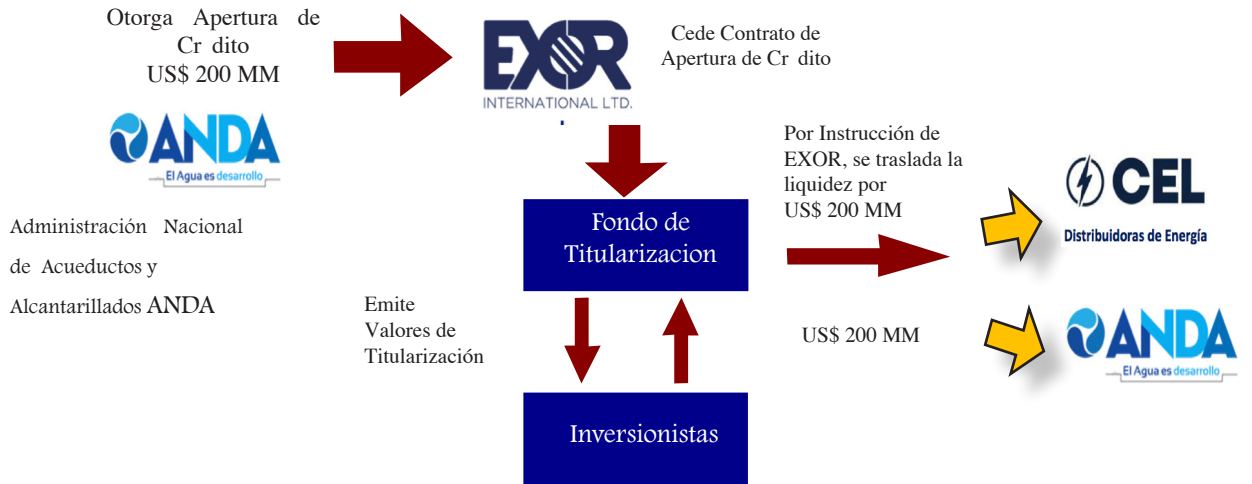 Otorga Apertura de
Cr dito
US$ 200 MM
ANDA
El Agua es desarrollo
Administración Nacional
de Acueductos y
Alcantarillados ANDA
EXOR
INTERNATIONAL LTD.
Cede Contrato de
Apertura de Cr dito
Fondo de
Titularizacion
Por Instrucción de
EXOR, se traslada la
liquidez por
US$ 200 MM
CEL
Distribuidoras de Energía
Emite
Valores de
Titularización
US$ 200 MM
ANDA
El Agua es desarrollo
Inversionistas